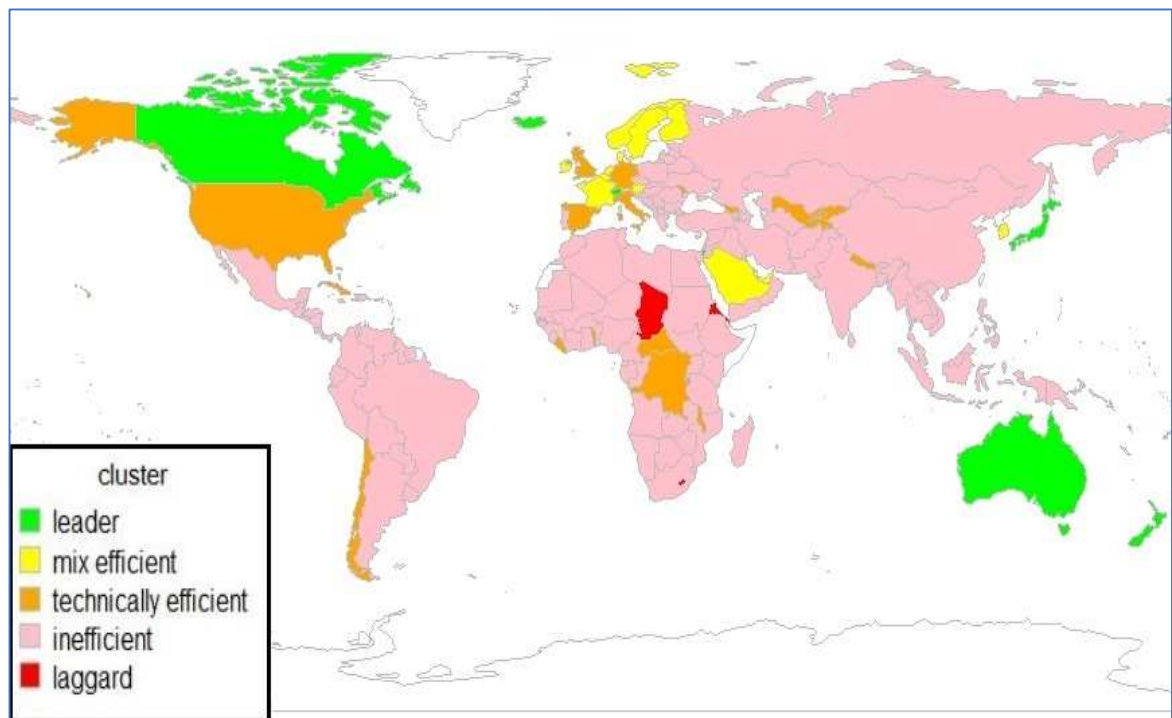 cluster
leader
mix efficient
technically efficient
inefficient
laggard